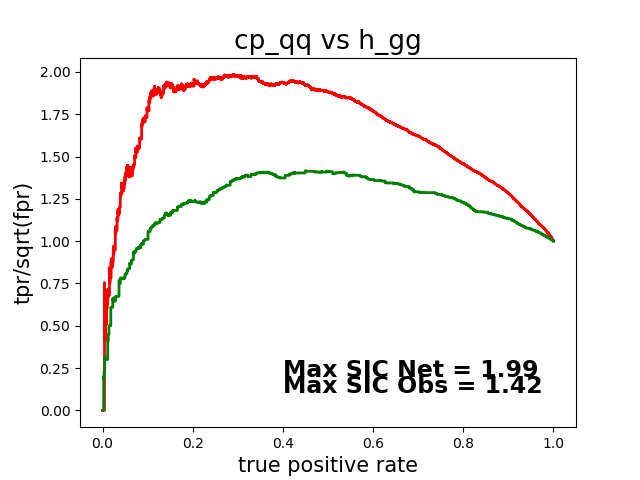 cp_qq vs h_gg
tpr/sqrt(fpr)
2.00
1.75
1.50
1.25
1.00
0.75
0.50
0.25
0.00
Max SIC Net = 1.99
Max SIC Obs = 1.42
0.0 0.2 0.4 0.6 0.8 1.0
true positive rate